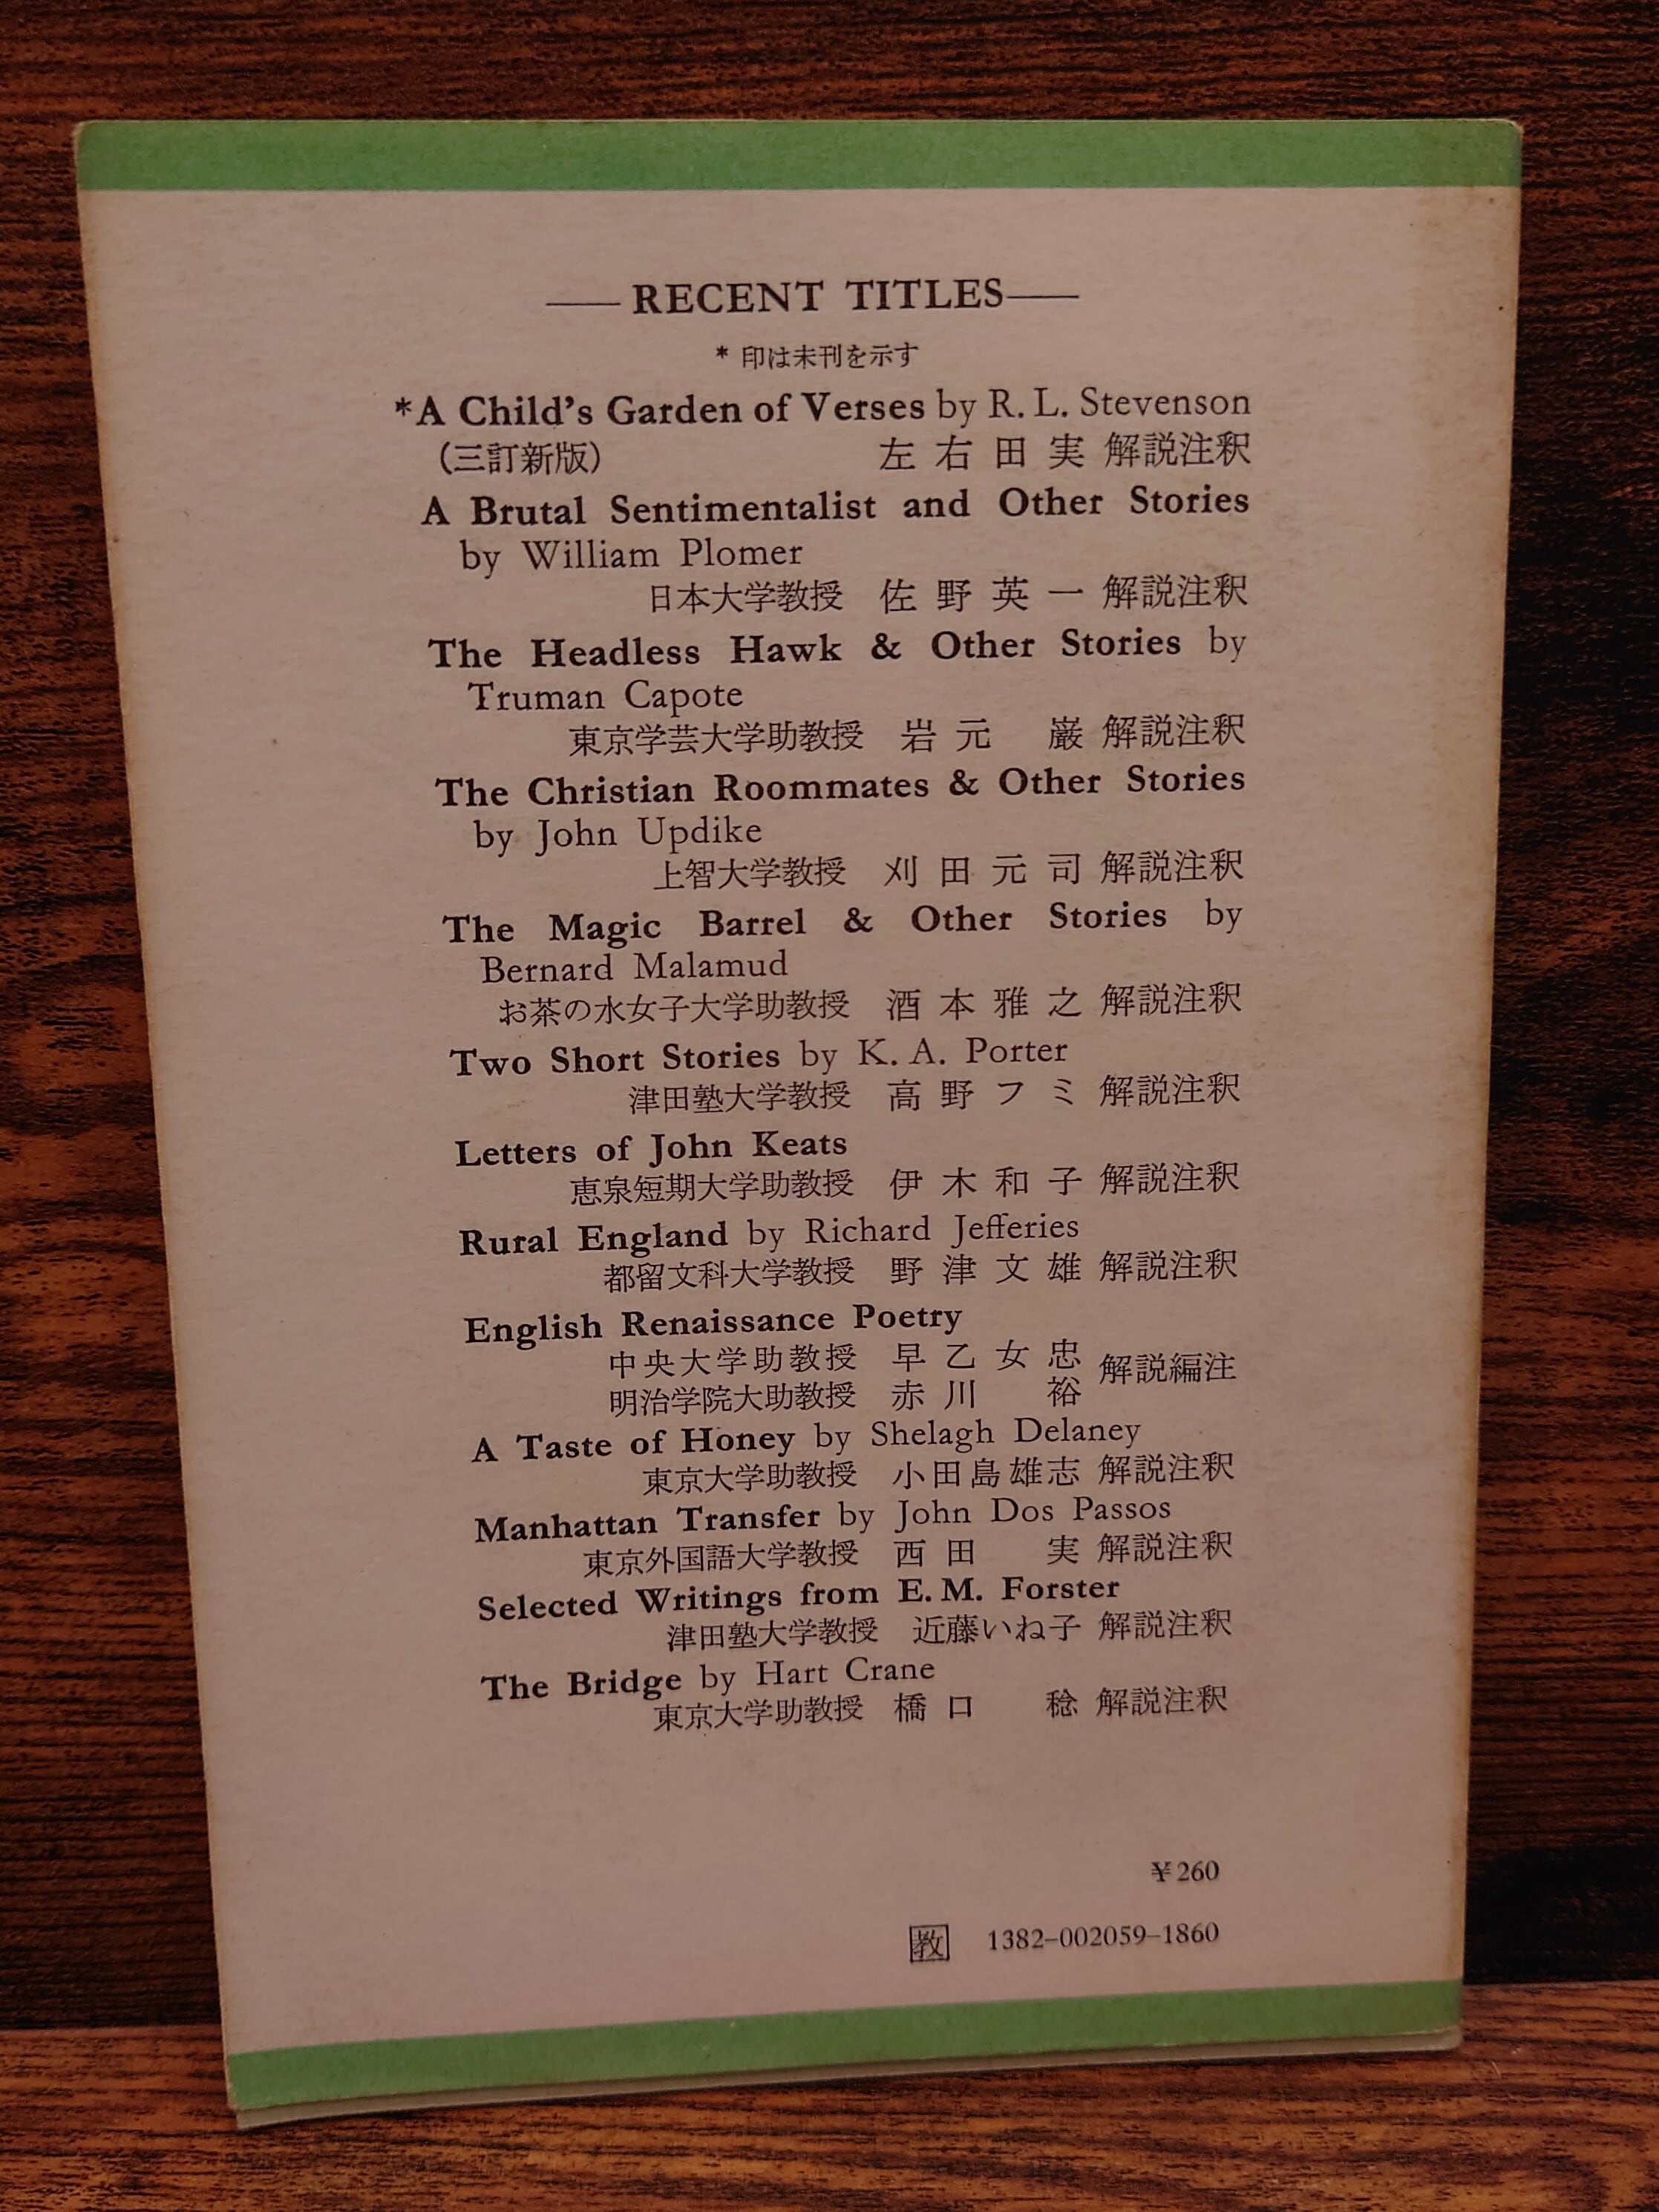 RECENT TITLES
* 印は未刊を示す
*A Child's Garden of Verses by R. L. Stevenson
(三訂新版) 左右田実 解説注釈
A Brutal Sentimentalist and Other Stories
by William Plomer
日本大学教授 佐野英一 解説注釈
The Headless Hawk & Other Stories by
Truman Capote
東京学芸大学助教授 岩元 巌 解説注釈
The Christian Roommates & Other Stories
by John Updike
上智大学教授 刈田元司 解説注釈
The Magic Barrel & Other Stories by
Bernard Malamud
お茶の水女子大学助教授 酒本雅之 解説注釈
Two Short Stories by K. A. Porter
津田塾大学教授 高野フミ 解説注釈
Letters of John Keats
恵泉短期大学助教授 伊木和子 解説注釈
Rural England by Richard Jefferies
都留文科大学教授 野津文雄 解説注釈
English Renaissance Poetry
中央大学助教授 早乙女忠
明治学院大助教授 赤川 裕
解説編注
A Taste of Honey by Shelagh Delaney
東京大学助教授 小田島雄志 解説注釈
Manhattan Transfer by John Dos Passos
東京外国語大学教授 西田 実 解説注釈
Selected Writings from E. M. Forster
津田塾大学教授 近藤いね子 解説注釈
The Bridge by Hart Crane
東京大学助教授 橋口 稔 解説注釈
¥260
教 1382-002059-1860